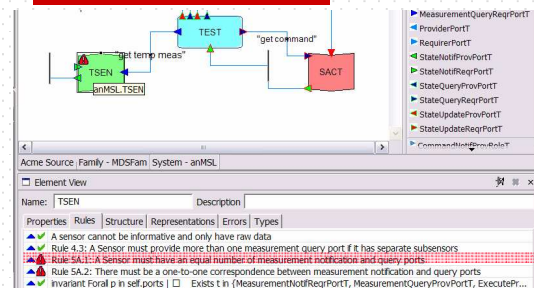 MeasurementQueryReqrPortT
ProviderPortT
RequirerPortT
StateNotifProvPortT
StateNotifReqrPortT
StateQueryProvPortT
StateQueryReqrPortT
StateUpdateProvPortT
StateUpdateReqrPortT
CommandNotifProvRoleT
TEST
"get command"
"get temp meas"
TSEN
SACT
anMSL.TSEN
Acme Source Family - MDSFam System - anMSL
Element View
Name: TSEN Description
Properties Rules Structure Representations Errors Types
A sensor cannot be informative and only have raw data
Rule 4.3: A Sensor must provide more than one measurement query port if it has separate subsensors
Rule 5A.1: A Sensor must have an equal number of measurement notification and query ports
Rule 5A.2: There must be a one-to-one correspondence between measurement notification and query ports
invariant Forall p in self.ports | □ Exists t in {MeasurementNotifReqrPortT, MeasurementQueryProvPortT, ExecutePr...